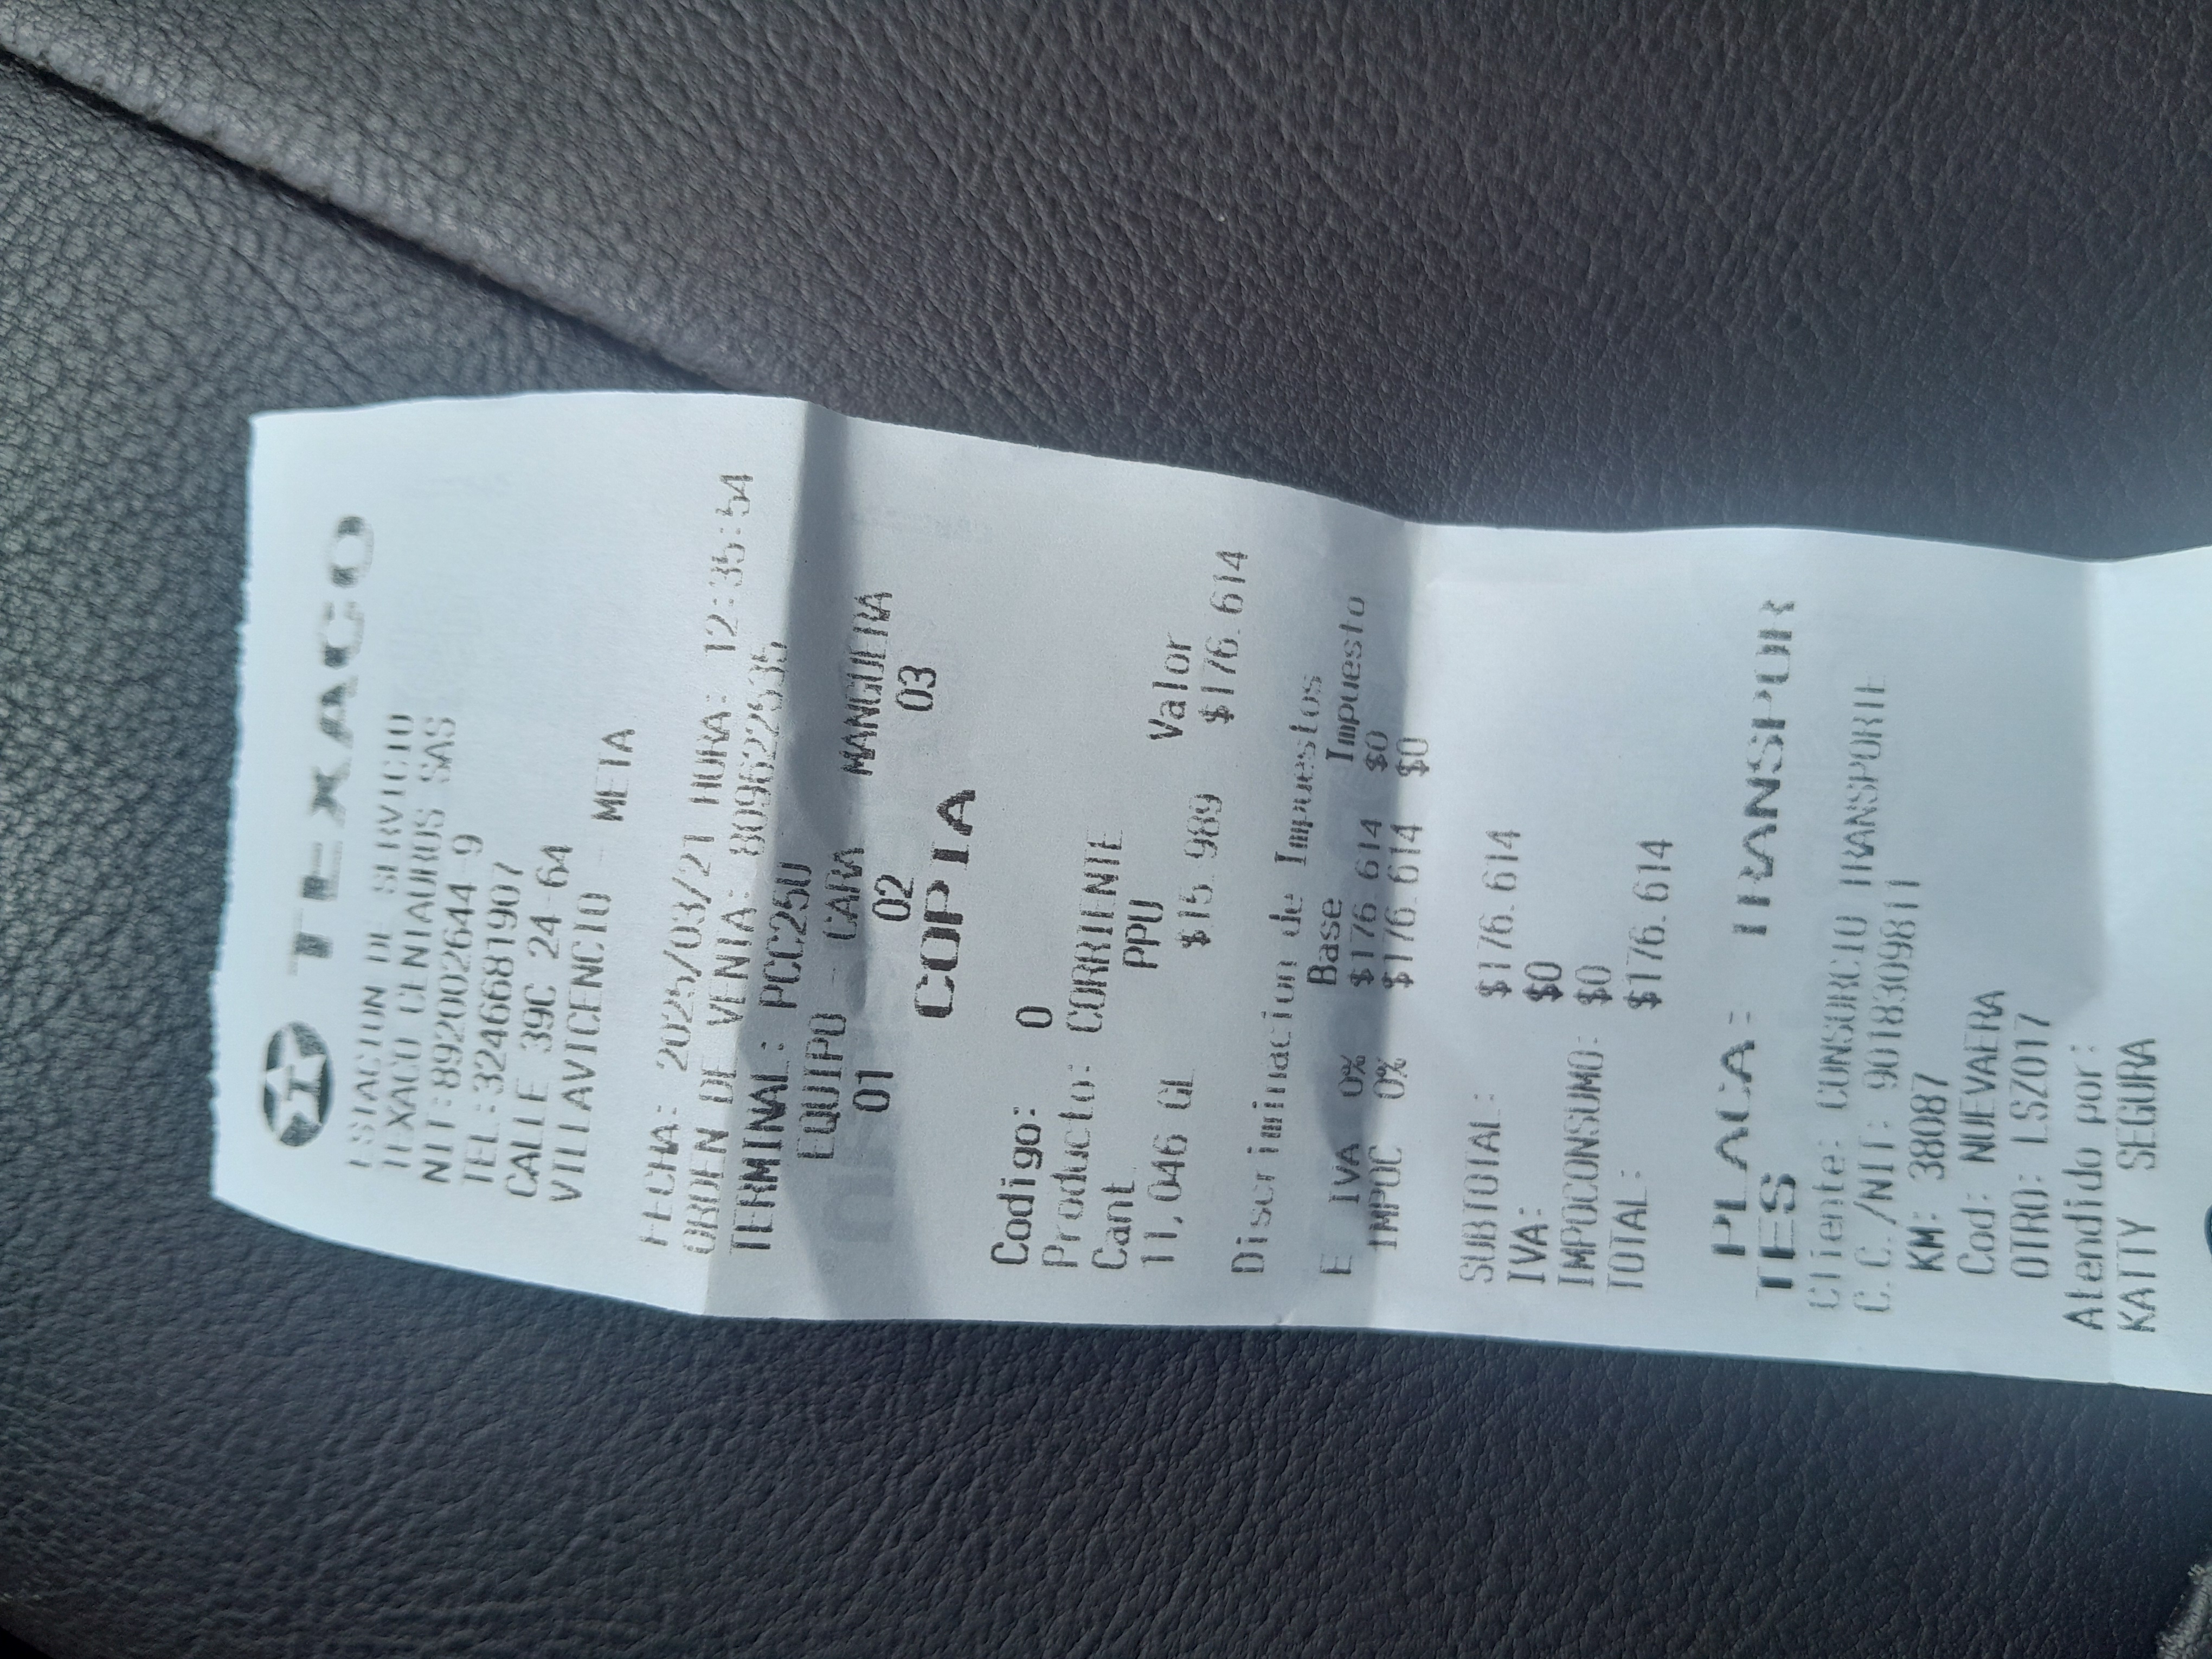 TEXACO
ESTACION DE SERVICIO
TEXACO CENTAURUS SAS
NIT:892002644-9
TEL:3246681907
CALLE 39C 24-64
VILLAVICENCIO - META
FECHA: 2025/03/21 HORA: 12:35:54
ORDEN DE VENTA: 809622535
TERMINAL: PCC250
EQUIPO - CARA MANGUERA
01 02 03
COPIA
Codigo: 0
Producto: CORRIENTE
Cant PPU Valor
11,046 GL $15.989 $176.614
Discriminacion de Impuestos
Base Impuesto
E IVA 0% $176.614 $0
IMPOC 0% $176.614 $0
SUBTOTAL: $176.614
IVA: $0
IMPOCONSUMO: $0
TOTAL: $176.614
PLACA: TRANSPOR
TES
Cliente: CONSORCIO TRANSPORTE
C.C./NIT: 9018309811
KM: 38087
Cod: NUEVAERA
OTRO: LSZ017
Atendido por:
KATTY SEGURA